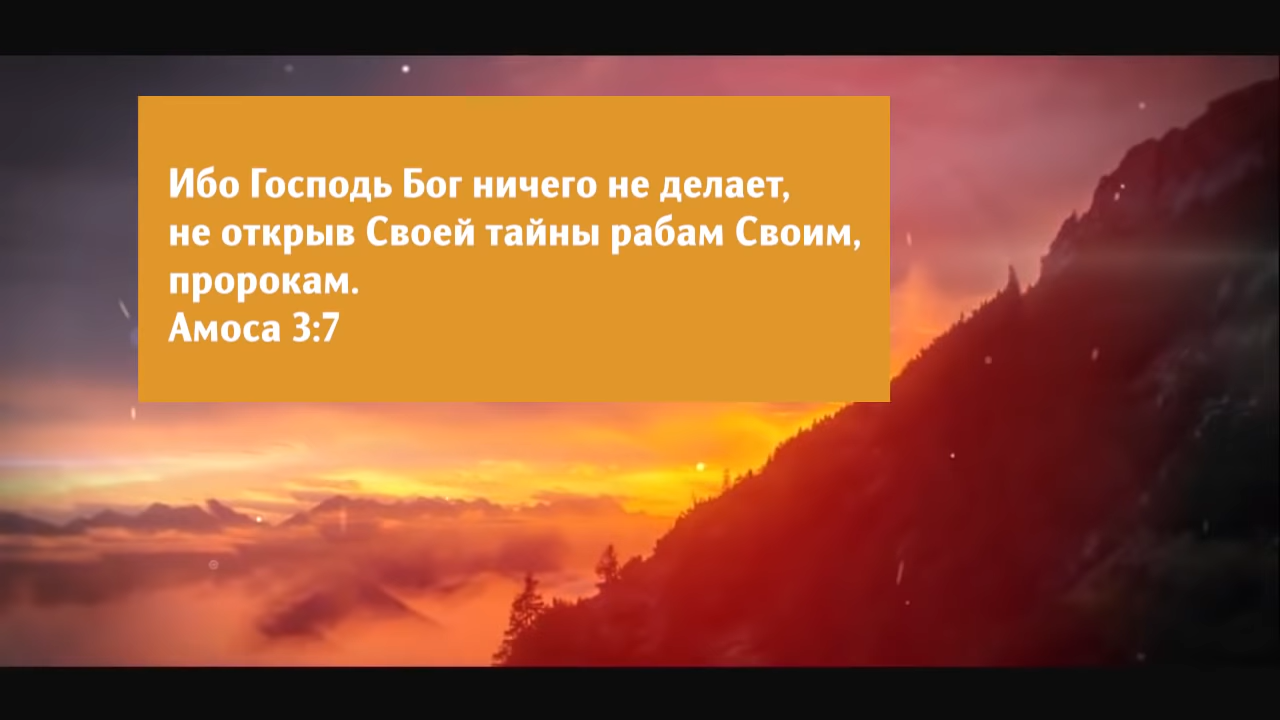 Ибо Господь Бог ничего не делает,
не открыв Своей тайны рабам Своим,
пророкам.
Амоса 3:7